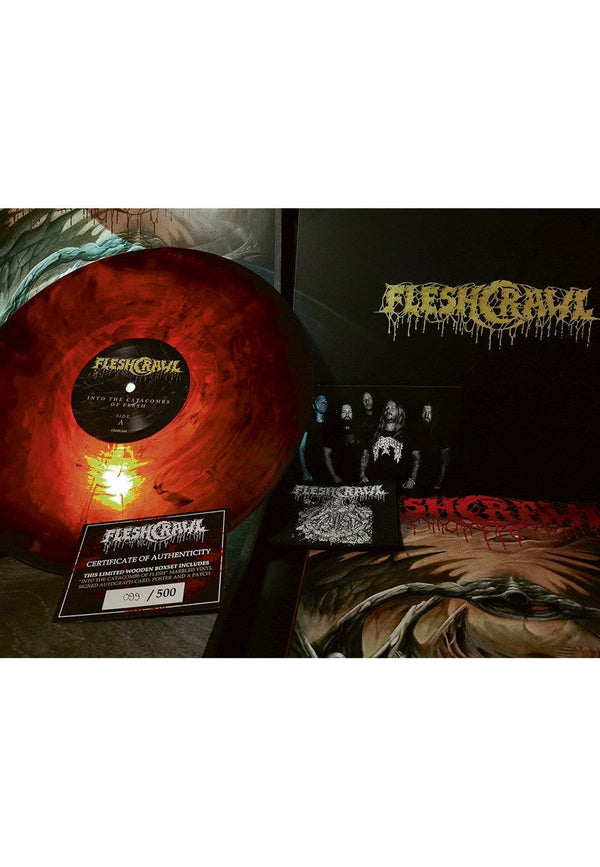 FLESHCRAWL
FLESHCRAWL
INTO THE CATACOMBS
OF FLESH
SIDE
A
FLESHCRAWL
FLESHCRAWL
FLESHCRAWL
CERTIFICATE OF AUTHENTICITY
THIS LIMITED WOODEN BOXSET INCLUDES
"INTO THE CATACOMBS OF FLESH" MARBLED VINYL
SIGNED AUTOGRAPH CARD, POSTER AND A PATCH
099 / 500